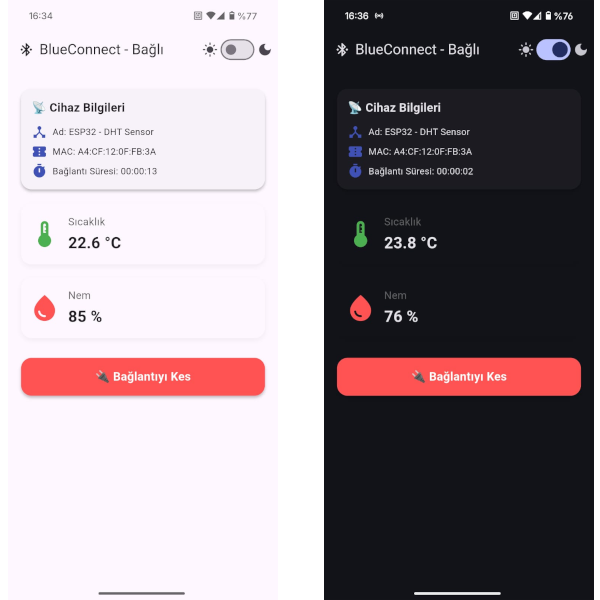 16:34
%77
BlueConnect - Bağlı
Cihaz Bilgileri
Ad: ESP32 - DHT Sensor
MAC: A4:CF:12:0F:FB:3A
Bağlantı Süresi: 00:00:13
Sıcaklık
22.6 °C
Nem
85 %
Bağlantıyı Kes
16:36
%76
BlueConnect - Bağlı
Cihaz Bilgileri
Ad: ESP32 - DHT Sensor
MAC: A4:CF:12:0F:FB:3A
Bağlantı Süresi: 00:00:02
Sıcaklık
23.8 °C
Nem
76 %
Bağlantıyı Kes